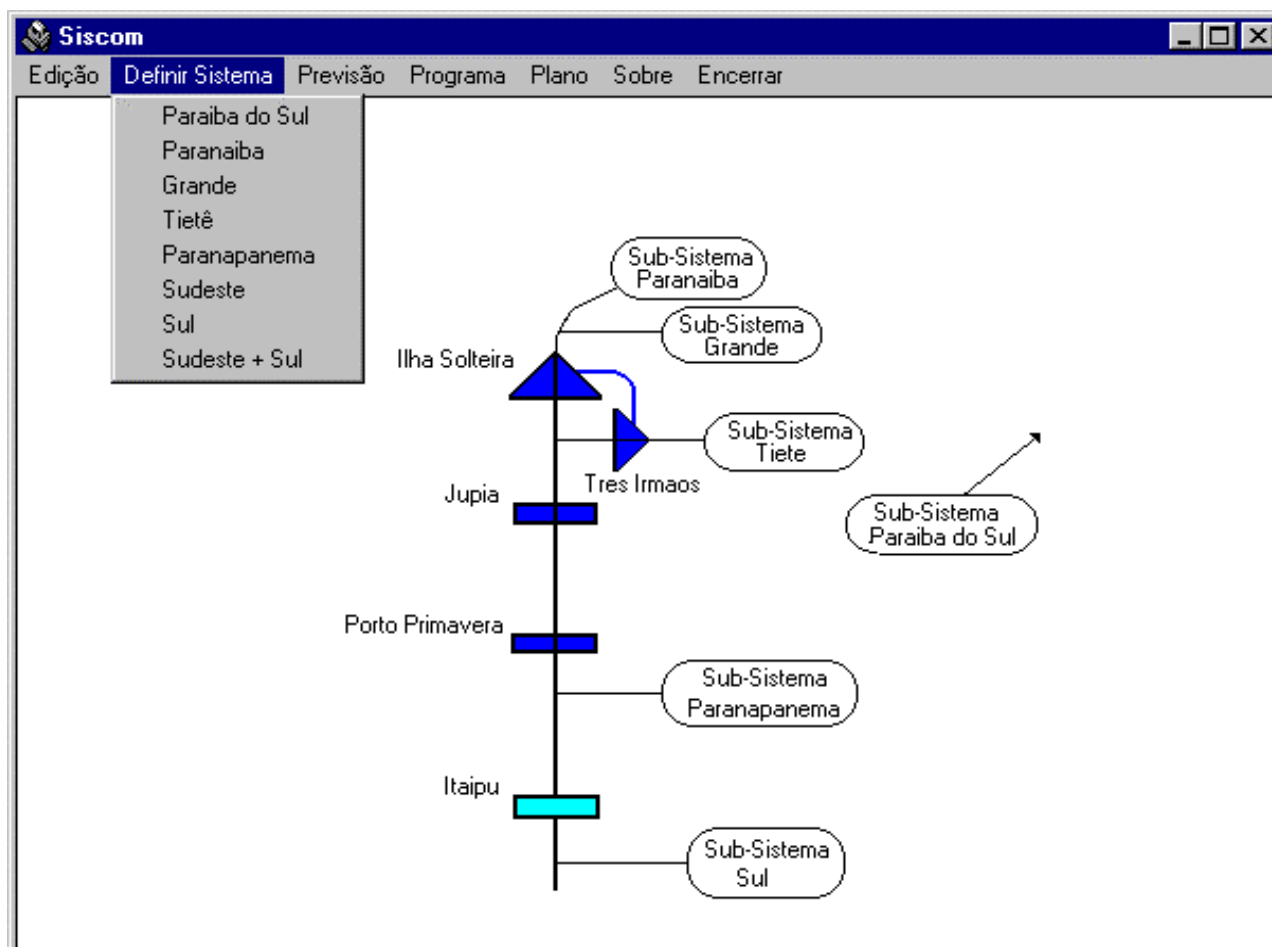 Siscom
Edição Definir Sistema Previsão Programa Plano Sobre Encerrar
Paraiba do Sul
Paranaiba
Grande
Tietê
Paranapanema
Sudeste
Sul
Sudeste + Sul
Sub-Sistema
Paranaiba
Sub-Sistema
Grande
Ilha Solteira
Sub-Sistema
Tiete
Tres Irmaos
Jupia
Sub-Sistema
Paraiba do Sul
Porto Primavera
Sub-Sistema
Paranapanema
Itaipu
Sub-Sistema
Sul